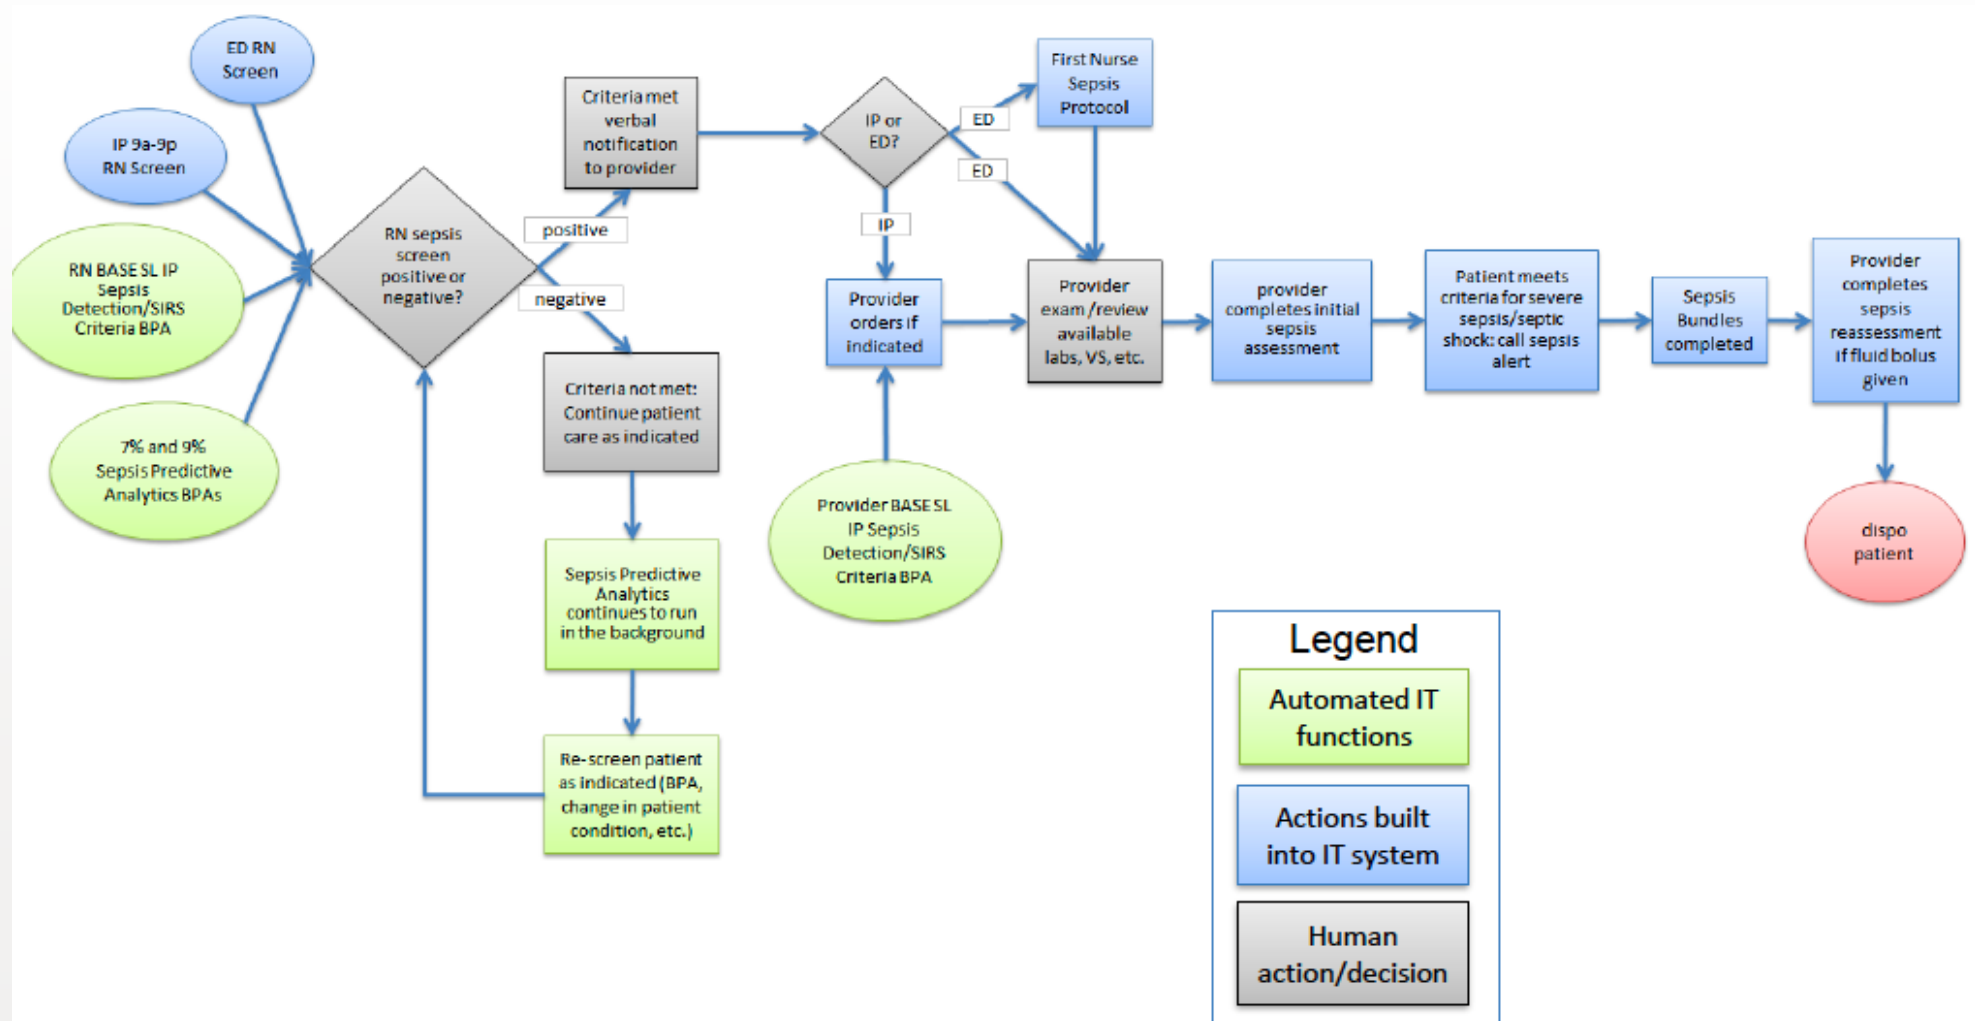 ED RN
Screen
IP 9a-9p
RN Screen
RN BASE SL IP
Sepsis
Detection/SIRS
Criteria BPA
7% and 9%
Sepsis Predictive
Analytics BPAs
RN sepsis
screen
positive or
negative?
positive
negative
Criteria met
verbal
notification
to provider
Criteria not met:
Continue patient
care as indicated
Sepsis Predictive
Analytics
continues to run
in the background
Re-screen patient
as indicated (BPA,
change in patient
condition, etc.)
IP or
ED?
ED
ED
IP
First Nurse
Sepsis
Protocol
Provider
orders if
indicated
Provider BASE SL
IP Sepsis
Detection/SIRS
Criteria BPA
Provider
exam /review
available
labs, VS, etc.
provider
completes initial
sepsis
assessment
Patient meets
criteria for severe
sepsis/septic
shock: call sepsis
alert
Sepsis
Bundles
completed
Provider
completes
sepsis
reassessment
if fluid bolus
given
dispo
patient
Legend
Automated IT
functions
Actions built
into IT system
Human
action/decision